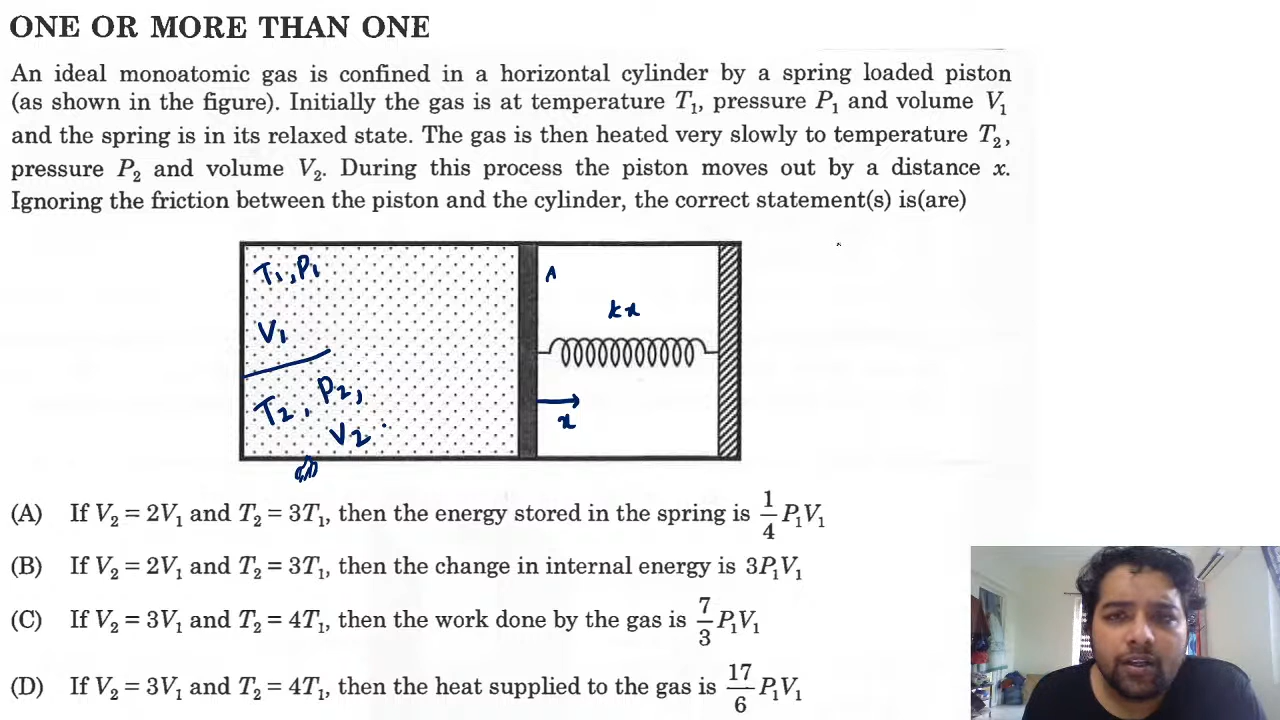 ONE OR MORE THAN ONE
An ideal monoatomic gas is confined in a horizontal cylinder by a spring loaded piston
(as shown in the figure). Initially the gas is at temperature T₁, pressure P₁ and volume V₁
and the spring is in its relaxed state. The gas is then heated very slowly to temperature T₂,
pressure P₂ and volume V₂. During this process the piston moves out by a distance x.
Ignoring the friction between the piston and the cylinder, the correct statement(s) is(are)
T₁, P₁
A
kx
V₁
T₂, P₂,
x
V₂
(A) If V₂ = 2V₁ and T₂ = 3T₁, then the energy stored in the spring is 1/4 P₁V₁
(B) If V₂ = 2V₁ and T₂ = 3T₁, then the change in internal energy is 3P₁V₁
(C) If V₂ = 3V₁ and T₂ = 4T₁, then the work done by the gas is 7/3 P₁V₁
(D) If V₂ = 3V₁ and T₂ = 4T₁, then the heat supplied to the gas is 17/6 P₁V₁